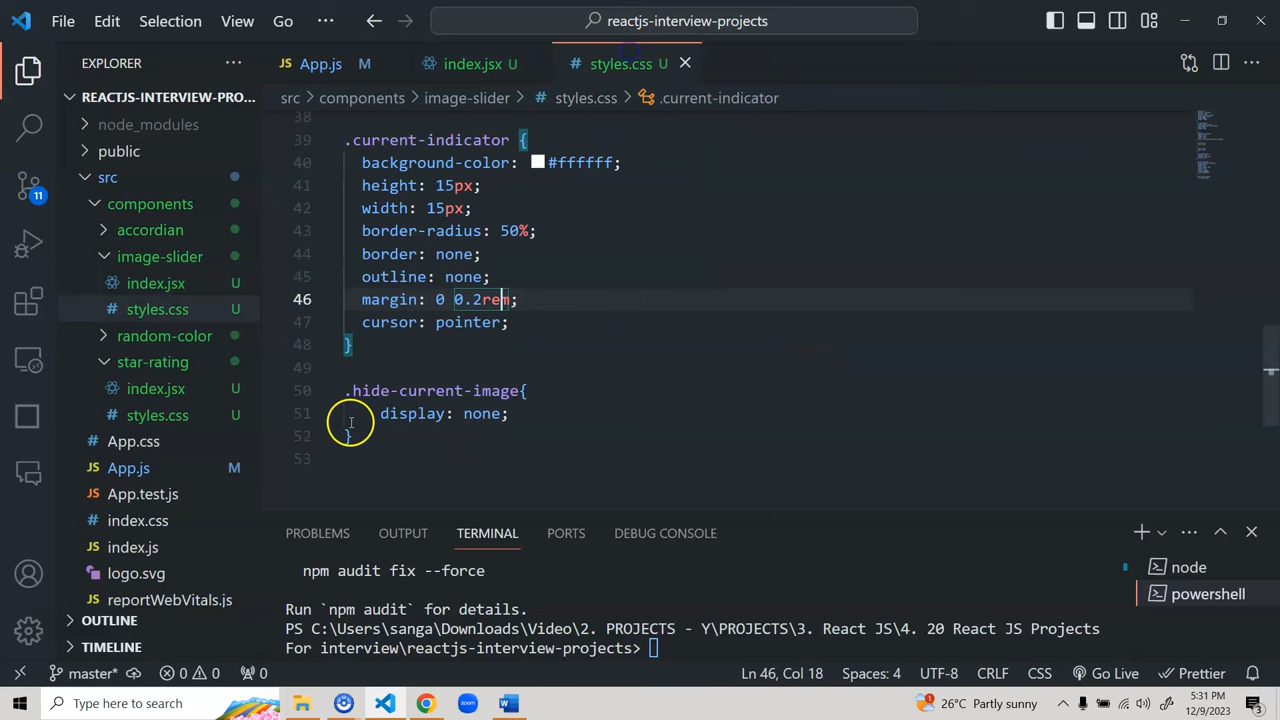 File Edit Selection View Go ··· reactjs-interview-projects
EXPLORER ···
JS App.js M # index.jsx U # styles.css U
src > components > image-slider > # styles.css > .current-indicator
REACTJS-INTERVIEW-PRO...
node_modules
public
src
components
accordian
image-slider
index.jsx U
styles.css U
random-color
star-rating
index.jsx U
# styles.css U
# App.css
JS App.js M
JS App.test.js
# index.css
JS index.js
logo.svg
JS reportWebVitals.js
OUTLINE
TIMELINE
11
38
39 .current-indicator {
40 background-color: #ffffff;
41 height: 15px;
42 width: 15px;
43 border-radius: 50%;
44 border: none;
45 outline: none;
46 margin: 0 0.2rem;
47 cursor: pointer;
48 }
49
50 .hide-current-image{
51 display: none;
52 }
53
PROBLEMS OUTPUT TERMINAL PORTS DEBUG CONSOLE
npm audit fix --force
Run `npm audit` for details.
PS C:\Users\sanga\Downloads\Video\2. PROJECTS - Y\PROJECTS\3. React JS\4. 20 React JS Projects
For interview\reactjs-interview-projects>
node
powershell
master* 0 0 0 Ln 46, Col 18 Spaces: 4 UTF-8 CRLF CSS Go Live Prettier
Type here to search zoom W 1 26°C Partly sunny 5:31 PM
12/9/2023 3